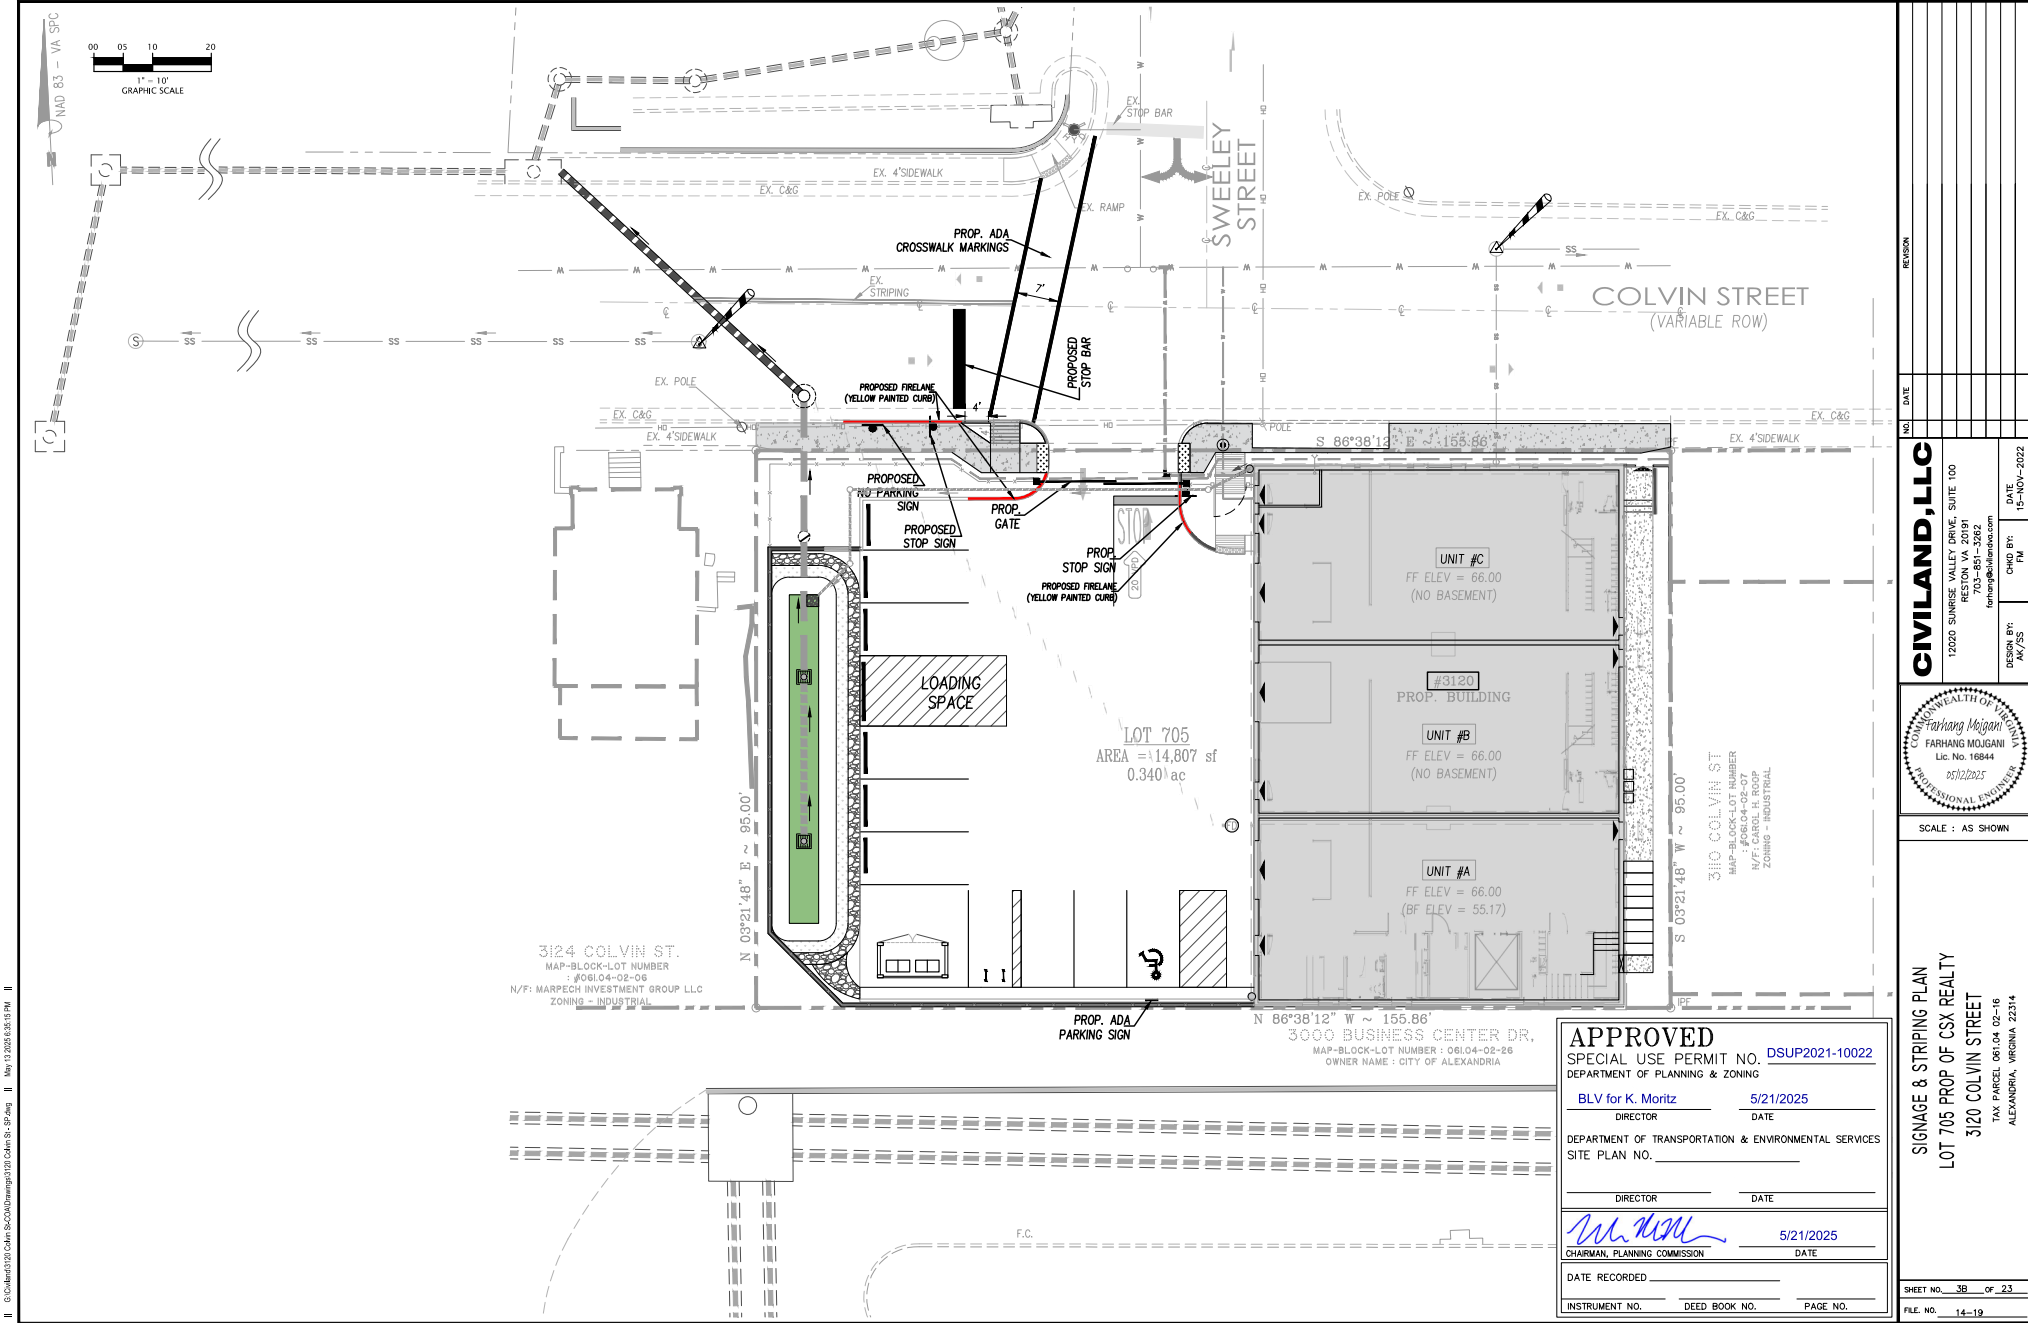 NAD 83 - VA SPC
N
00 05 10 20
1" - 10'
GRAPHIC SCALE
EX. 4'SIDEWALK
EX. C&G
EX. RAMP
EX.
STOP BAR
SWEELEY
STREET
EX. POLE
EX. C&G
PROP. ADA
CROSSWALK MARKINGS
7'
EX.
STRIPING
COLVIN STREET
(VARIABLE ROW)
PROPOSED
STOP BAR
EX. POLE
PROPOSED FIRELANE
(YELLOW PAINTED CURB)
4'
EX. C&G
EX. 4'SIDEWALK
POLE
EX. C&G
EX. 4'SIDEWALK
S 86°38'12" E ~ 155.86'
PROPOSED
NO PARKING
SIGN
PROPOSED
STOP SIGN
PROP.
GATE
STOP
PROP.
STOP SIGN
PROPOSED FIRELANE
(YELLOW PAINTED CURB)
UNIT #C
FF ELEV = 66.00
(NO BASEMENT)
LOADING
SPACE
#3120
PROP. BUILDING
UNIT #B
FF ELEV = 66.00
(NO BASEMENT)
LOT 705
AREA = 14,807 sf
0.340 ac
UNIT #A
FF ELEV = 66.00
(BF ELEV = 55.17)
N 03°21'48" E ~ 95.00'
S 03°21'48" W ~ 95.00'
3110 COLVIN ST
MAP-BLOCK-LOT NUMBER
: #061.04-02-07
N/F: CAROL H. ROOP
ZONING - INDUSTRIAL
3124 COLVIN ST.
MAP-BLOCK-LOT NUMBER
: #061.04-02-06
N/F: MARPECH INVESTMENT GROUP LLC
ZONING - INDUSTRIAL
PROP. ADA
PARKING SIGN
IPF
N 86°38'12" W ~ 155.86'
3000 BUSINESS CENTER DR,
MAP-BLOCK-LOT NUMBER : 061.04-02-26
OWNER NAME : CITY OF ALEXANDRIA
F.C.
APPROVED
SPECIAL USE PERMIT NO. DSUP2021-10022
DEPARTMENT OF PLANNING & ZONING
BLV for K. Moritz 5/21/2025
DIRECTOR DATE
DEPARTMENT OF TRANSPORTATION & ENVIRONMENTAL SERVICES
SITE PLAN NO.
DIRECTOR DATE
5/21/2025
CHAIRMAN, PLANNING COMMISSION DATE
DATE RECORDED
INSTRUMENT NO. DEED BOOK NO. PAGE NO.
REVISION
DATE
NO.
CIVILAND,LLC
12020 SUNRISE VALLEY DRIVE, SUITE 100
RESTON VA 20191
703-851-3262
farhang@civilandva.com
DATE
15-NOV-2022
CHKD BY:
FM
DESIGN BY:
AK/SS
COMMONWEALTH OF VIRGINIA
Farhang Mojgani
FARHANG MOJGANI
Lic. No. 16844
05/12/2025
PROFESSIONAL ENGINEER
SCALE : AS SHOWN
SIGNAGE & STRIPING PLAN
LOT 705 PROP OF CSX REALTY
3120 COLVIN STREET
TAX PARCEL 061.04 02-16
ALEXANDRIA, VIRGINIA 22314
SHEET NO. 3B OF 23
FILE. NO. 14-19